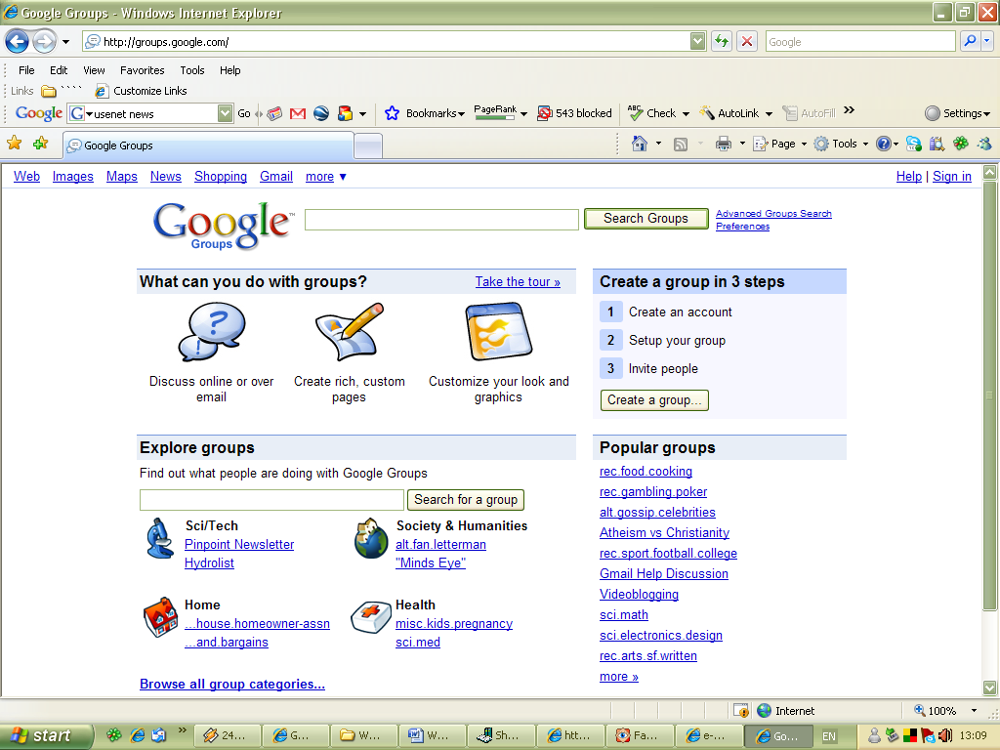 Google Groups - Windows Internet Explorer
http://groups.google.com/
Google
File Edit View Favorites Tools Help
Links ```` Customize Links
Google G usenet news Go Bookmarks PageRank 543 blocked ABC Check AutoLink AutoFill » Settings
Google Groups
Page Tools
Web Images Maps News Shopping Gmail more ▼ Help | Sign in
Google™ Groups
Search Groups
Advanced Groups Search
Preferences
What can you do with groups? Take the tour »
Discuss online or over email
Create rich, custom pages
Customize your look and graphics
Create a group in 3 steps
1 Create an account
2 Setup your group
3 Invite people
Create a group...
Explore groups
Find out what people are doing with Google Groups
Search for a group
Sci/Tech
Pinpoint Newsletter
Hydrolist
Society & Humanities
alt.fan.letterman
"Minds Eye"
Home
...house.homeowner-assn
...and.bargains
Health
misc.kids.pregnancy
sci.med
Browse all group categories...
Popular groups
rec.food.cooking
rec.gambling.poker
alt.gossip.celebrities
Atheism vs Christianity
rec.sport.football.college
Gmail Help Discussion
Videoblogging
sci.math
sci.electronics.design
rec.arts.sf.written
more »
Internet 100%
start » 24... G... W... W... Sh... htt... Fa... e-... Go... EN 13:09